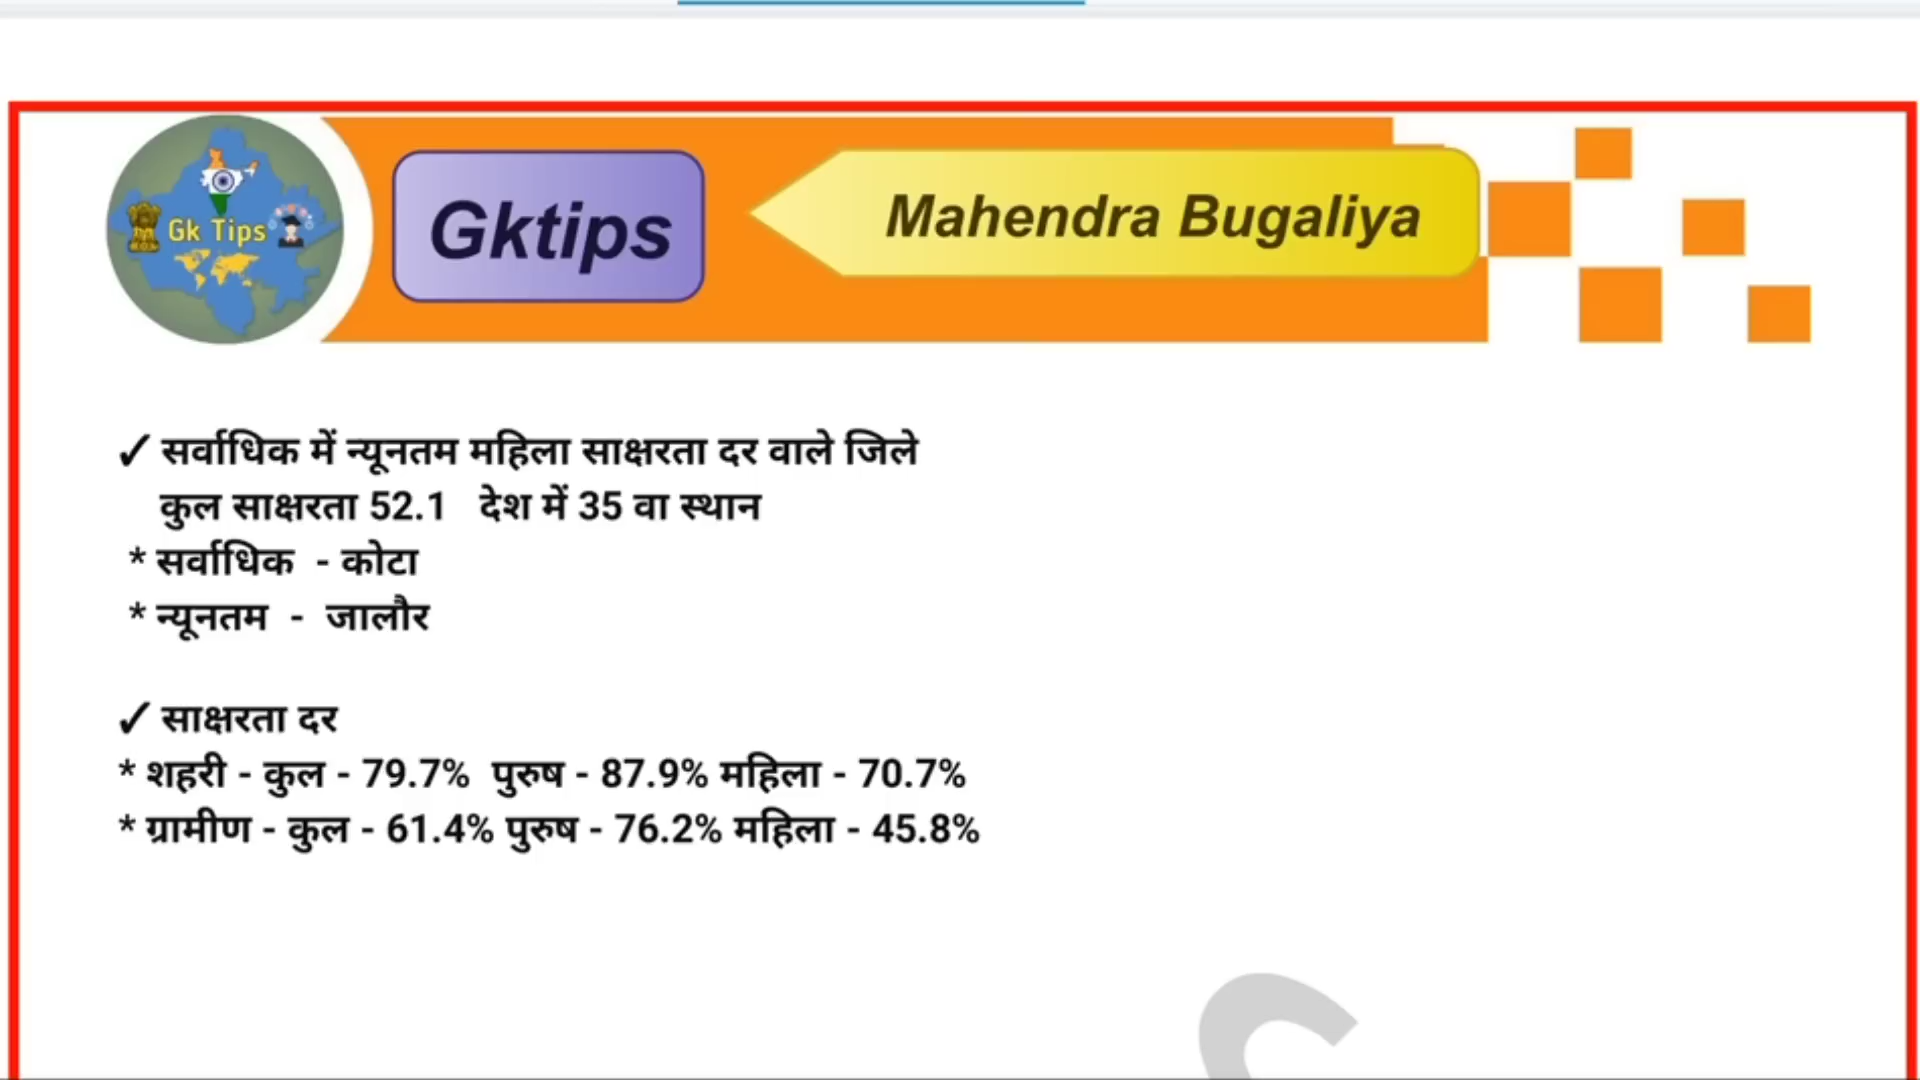 Gk Tips
Gktips
Mahendra Bugaliya
✓ सर्वाधिक में न्यूनतम महिला साक्षरता दर वाले जिले
कुल साक्षरता 52.1 देश में 35 वा स्थान
* सर्वाधिक - कोटा
* न्यूनतम - जालौर
✓ साक्षरता दर
* शहरी - कुल - 79.7% पुरुष - 87.9% महिला - 70.7%
* ग्रामीण - कुल - 61.4% पुरुष - 76.2% महिला - 45.8%